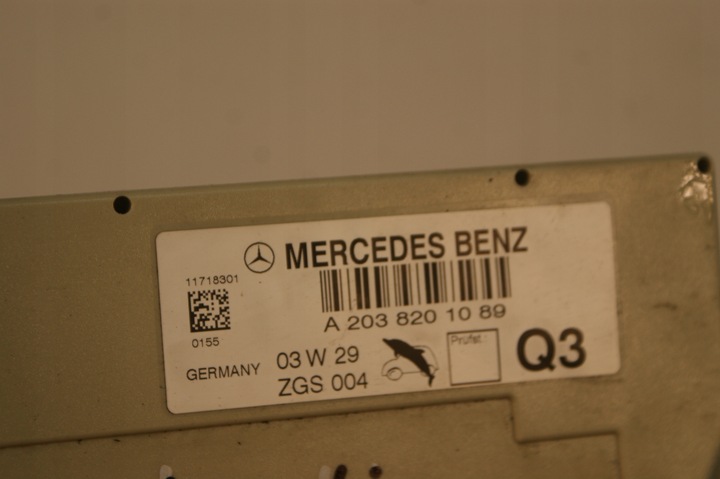 MERCEDES BENZ
11718301
A 203 820 10 89
0155
GERMANY
03 W 29
ZGS 004
Prüfst.:
Q3